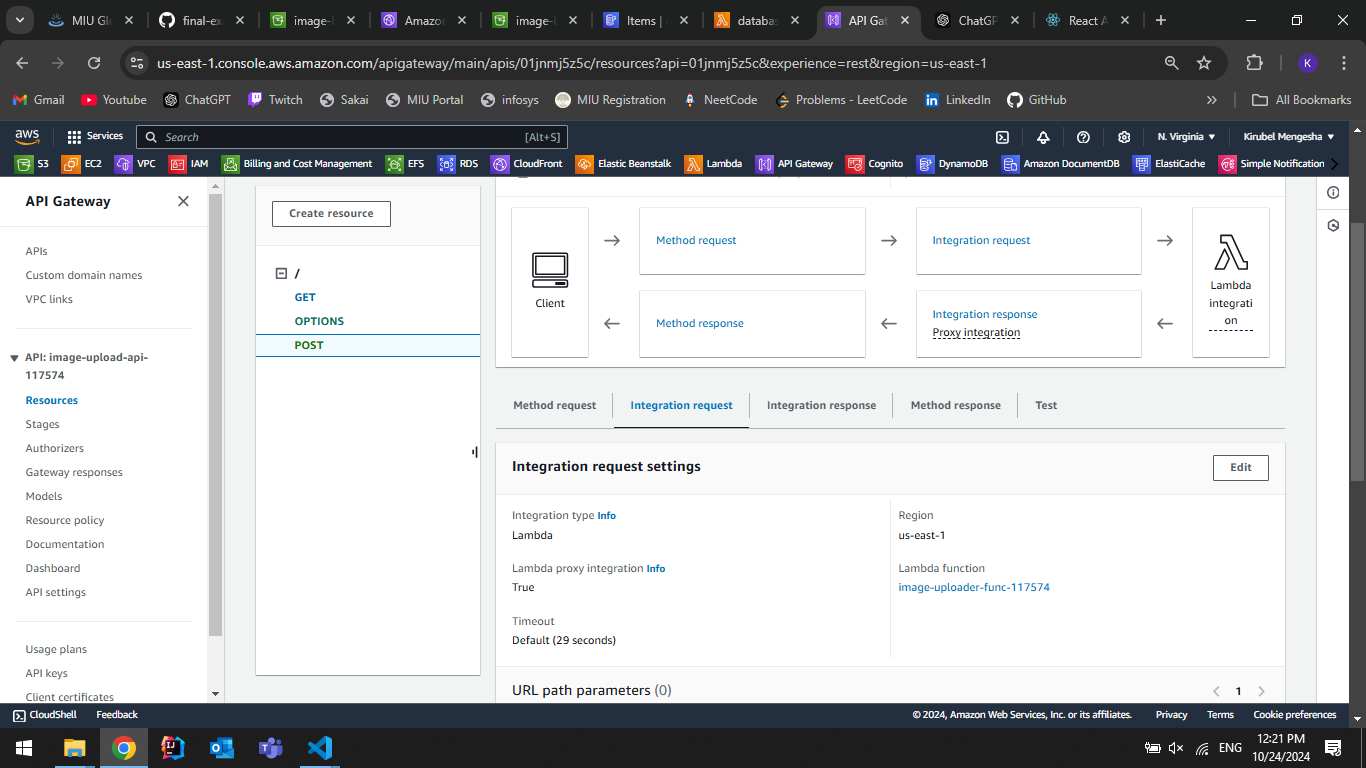 MIU Glo
final-ex
image-l
Amazon
image-l
Items | A
databas
API Gat
ChatGP
React A
us-east-1.console.aws.amazon.com/apigateway/main/apis/01jnmj5z5c/resources?api=01jnmj5z5c&experience=rest&region=us-east-1
K
Gmail
Youtube
ChatGPT
Twitch
Sakai
MIU Portal
infosys
MIU Registration
NeetCode
Problems - LeetCode
LinkedIn
GitHub
All Bookmarks
aws
Services
Search
[Alt+S]
N. Virginia
Kirubel Mengesha
S3
EC2
VPC
IAM
Billing and Cost Management
EFS
RDS
CloudFront
Elastic Beanstalk
Lambda
API Gateway
Cognito
DynamoDB
Amazon DocumentDB
ElastiCache
Simple Notification
API Gateway
APIs
Custom domain names
VPC links
API: image-upload-api-
117574
Resources
Stages
Authorizers
Gateway responses
Models
Resource policy
Documentation
Dashboard
API settings
Usage plans
API keys
Client certificates
Create resource
/
GET
OPTIONS
POST
Client
Method request
Integration request
Lambda
integrati
on
Method response
Integration response
Proxy integration
Method request
Integration request
Integration response
Method response
Test
Integration request settings
Edit
Integration type Info
Lambda
Region
us-east-1
Lambda proxy integration Info
True
Lambda function
image-uploader-func-117574
Timeout
Default (29 seconds)
URL path parameters (0)
1
CloudShell
Feedback
© 2024, Amazon Web Services, Inc. or its affiliates.
Privacy
Terms
Cookie preferences
ENG
12:21 PM
10/24/2024